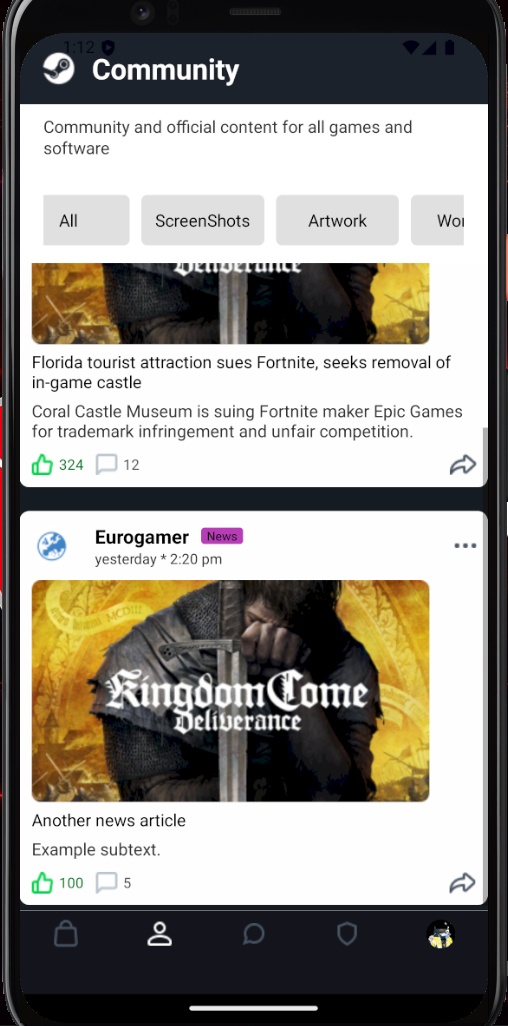 1:12
Community
Community and official content for all games and
software
All
ScreenShots
Artwork
Wor
Deliverance
Florida tourist attraction sues Fortnite, seeks removal of
in-game castle
Coral Castle Museum is suing Fortnite maker Epic Games
for trademark infringement and unfair competition.
324
12
Eurogamer
News
yesterday * 2:20 pm
Kingdom Come
Deliverance
Another news article
Example subtext.
100
5